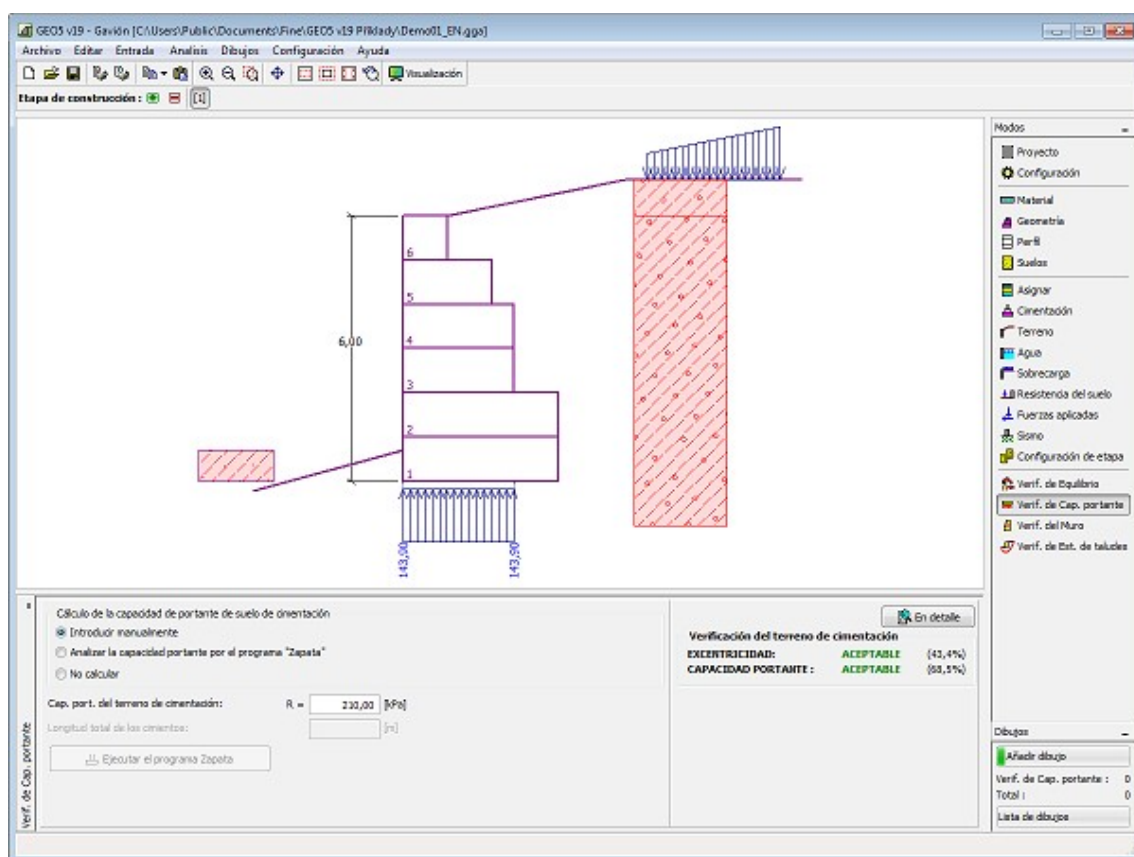 GEO5 v19 - Gavión [C:\Users\Public\Documents\Fine\GEO5 v19 Příklady\Demo01_EN.gga]
Archivo Editar Entrada Analisis Dibujos Configuración Ayuda
Visualización
Etapa de construcción : [1]
Modos
Proyecto
Configuración
Material
Geometría
Perfil
Suelos
Asignar
Cimentación
Terreno
Agua
Sobrecarga
Resistencia del suelo
Fuerzas aplicadas
Sismo
Configuración de etapa
Verif. de Equilibrio
Verif. de Cap. portante
Verif. del Muro
Verif. de Est. de taludes
6
5
4
3
2
1
6,00
143,90
143,90
Verif. de Cap. portante
Cálculo de la capacidad de portante de suelo de cimentación
Introducir manualmente
Analizar la capacidad portante por el programa "Zapata"
No calcular
Cap. port. del terreno de cimentación: R = 210,00 [kPa]
Longitud total de los cimientos: [m]
Ejecutar el programa Zapata
En detalle
Verificación del terreno de cimentación
EXCENTRICIDAD: ACEPTABLE (43,4%)
CAPACIDAD PORTANTE : ACEPTABLE (68,5%)
Dibujos
Añadir dibujo
Verif. de Cap. portante : 0
Total : 0
Lista de dibujos